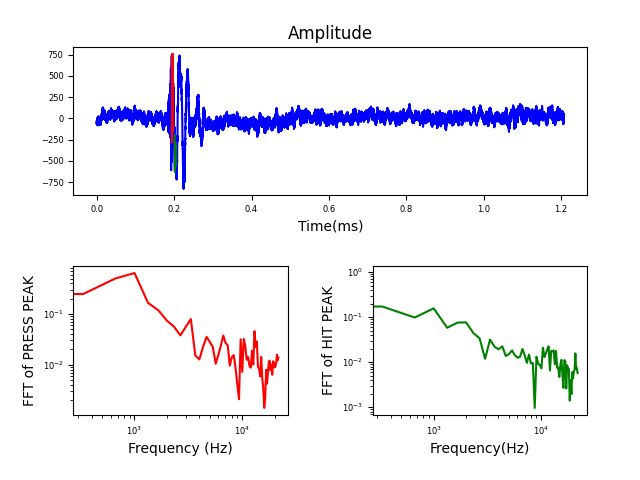 Amplitude
750
500
250
0
−250
−500
−750
0.0 0.2 0.4 0.6 0.8 1.0 1.2
Time(ms)
FFT of PRESS PEAK
10⁻¹
10⁻²
10³ 10⁴
Frequency (Hz)
FFT of HIT PEAK
10⁰
10⁻¹
10⁻²
10⁻³
10³ 10⁴
Frequency(Hz)